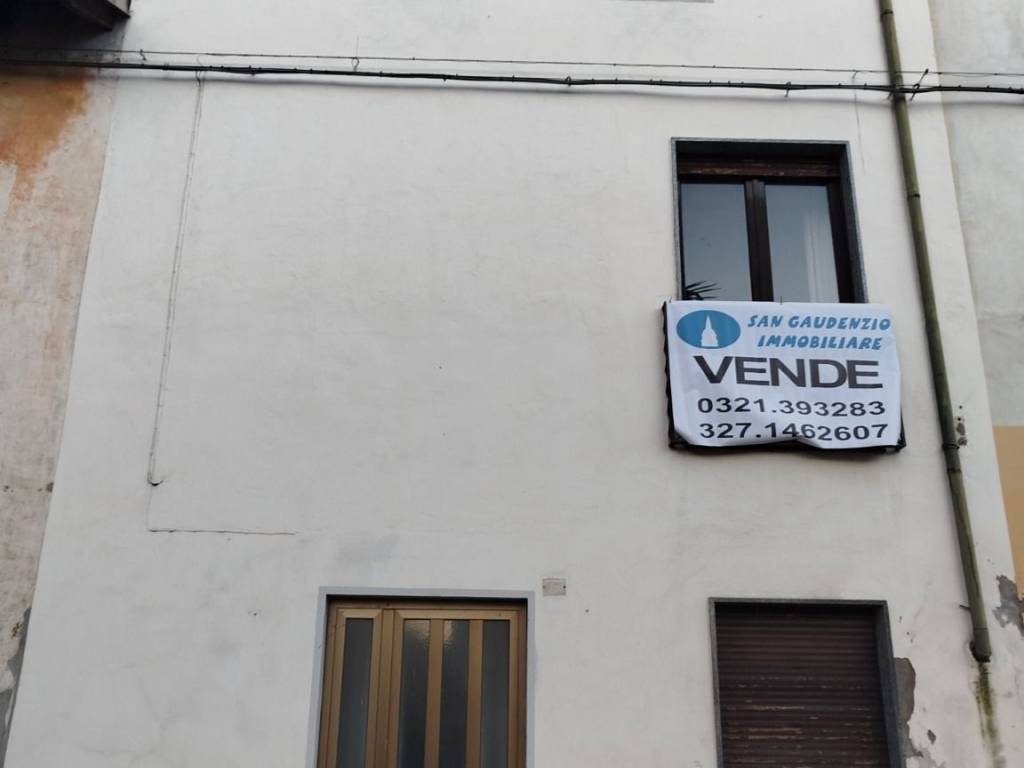 SAN GAUDENZIO
IMMOBILIARE
VENDE
0321.393283
327.1462607